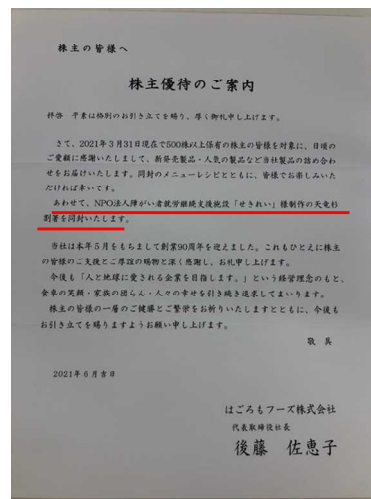 株主の皆様へ
株主優待のご案内
拝啓　平素は格別のお引き立てを賜り、厚く御礼申し上げます。
さて、2021年3月31日現在で500株以上保有の株主の皆様を対象に、日頃の
ご愛顧に感謝いたしまして、新発売品・人気の製品など当社製品の詰め合わ
せをお届けいたします。同封のメニューレシピとともに、皆様でお楽しみいた
だければ幸いです。
あわせて、NPO法人障がい者就労継続支援施設「せきれい」様制作の天竜杉
割箸を同封いたします。
当社は本年5月をもちまして創業90周年を迎えました。これもひとえに株主
の皆様のご支援とご厚誼の賜物と深く感謝し、お礼申し上げます。
今後も「人と地球に愛される企業を目指します。」という経営理念のもと、
食卓の笑顔・家族の団らん・人々の幸せを引き続き追求してまいります。
株主の皆様の一層のご健勝とご繁栄をお祈りいたしますとともに、今後も
お引き立てを賜りますようお願い申し上げます。
敬具
2021年6月吉日
はごろもフーズ株式会社
代表取締役社長
後藤　佐恵子